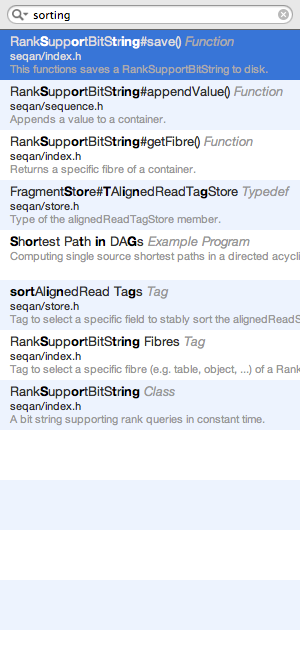 sorting
RankSupportBitString#save() Function
seqan/index.h
This functions saves a RankSupportBitString to disk.
RankSupportBitString#appendValue() Function
seqan/sequence.h
Appends a value to a container.
RankSupportBitString#getFibre() Function
seqan/index.h
Returns a specific fibre of a container.
FragmentStore#TAlignedReadTagStore Typedef
seqan/store.h
Type of the alignedReadTagStore member.
Shortest Path in DAGs Example Program
Computing single source shortest paths in a directed acycli
sortAlignedRead Tags Tag
seqan/store.h
Tag to select a specific field to stably sort the alignedReadS
RankSupportBitString Fibres Tag
seqan/index.h
Tag to select a specific fibre (e.g. table, object, ...) of a Rank
RankSupportBitString Class
seqan/index.h
A bit string supporting rank queries in constant time.